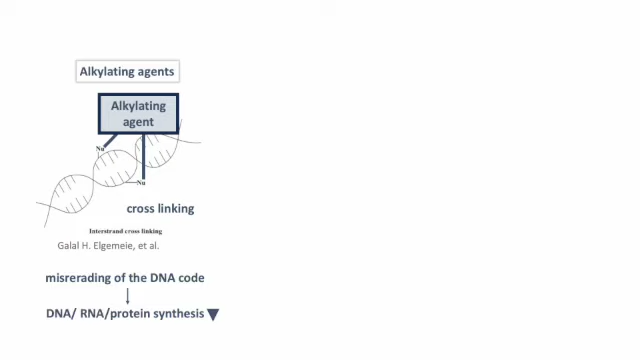 Alkylating agents
Alkylating
agent
Nu
Nu
cross linking
Interstrand cross linking
Galal H. Elgemeie, et al.
misrerading of the DNA code
DNA/ RNA/protein synthesis